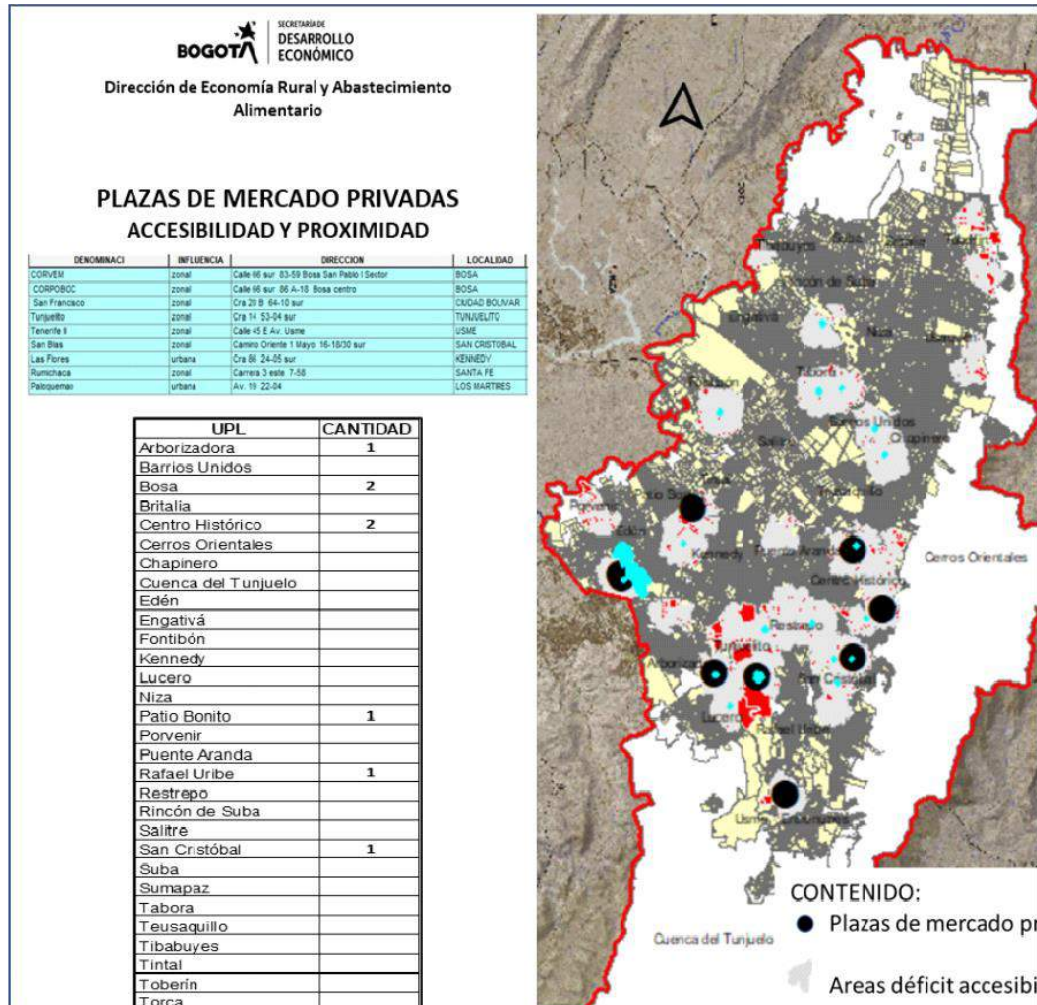 BOGOTÁ
SECRETARÍA DE
DESARROLLO
ECONÓMICO
Dirección de Economía Rural y Abastecimiento
Alimentario
PLAZAS DE MERCADO PRIVADAS
ACCESIBILIDAD Y PROXIMIDAD
DENOMINACI INFLUENCIA DIRECCION LOCALIDAD
CORVEM zonal Calle 66 sur 83-59 Bosa San Pablo I Sector BOSA
CORPOBOC zonal Calle 66 sur 86 A-18 Bosa centro BOSA
San Francisco zonal Cra 20 B 64-10 sur CIUDAD BOLIVAR
Tunjuelito zonal Cra 14 53-04 sur TUNJUELITO
Tenerife II zonal Calle 45 E Av. Usme USME
San Blas zonal Camino Oriente 1 Mayo 16-18/30 sur SAN CRISTOBAL
Las Flores urbana Cra 86 24-05 sur KENNEDY
Rumichaca zonal Carrera 3 este 7-58 SANTA FE
Paloquemao urbana Av. 19 22-04 LOS MARTIRES
UPL CANTIDAD
Arborizadora 1
Barrios Unidos
Bosa 2
Britalia
Centro Histórico 2
Cerros Orientales
Chapinero
Cuenca del Tunjuelo
Edén
Engativá
Fontibón
Kennedy
Lucero
Niza
Patio Bonito 1
Porvenir
Puente Aranda
Rafael Uribe 1
Restrepo
Rincón de Suba
Salitre
San Cristóbal 1
Suba
Sumapaz
Tabora
Teusaquillo
Tibabuyes
Tintal
Toberín
Torca
Torca
Tibabuyes
Suba
Toberín
Rincón de Suba
Engativá
Niza
Usaquén
Tabora
Fontibón
Barrios Unidos
Salitre
Chapinero
Teusaquillo
Tintal
Patio Bonito
Porvenir
Edén
Kennedy
Puente Aranda
Centro Histórico
Cerros Orientales
Restrepo
Tunjuelito
San Cristóbal
Lucero
Rafael Uribe
Cuenca del Tunjuelo
CONTENIDO:
Plazas de mercado pr
Areas déficit accesibi